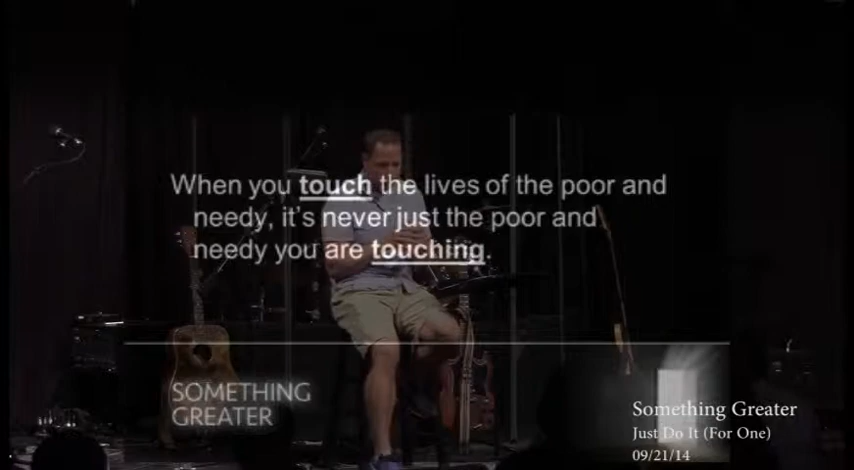 When you touch the lives of the poor and
needy, it's never just the poor and
needy you are touching.
SOMETHING
GREATER
Something Greater
Just Do It (For One)
09/21/14